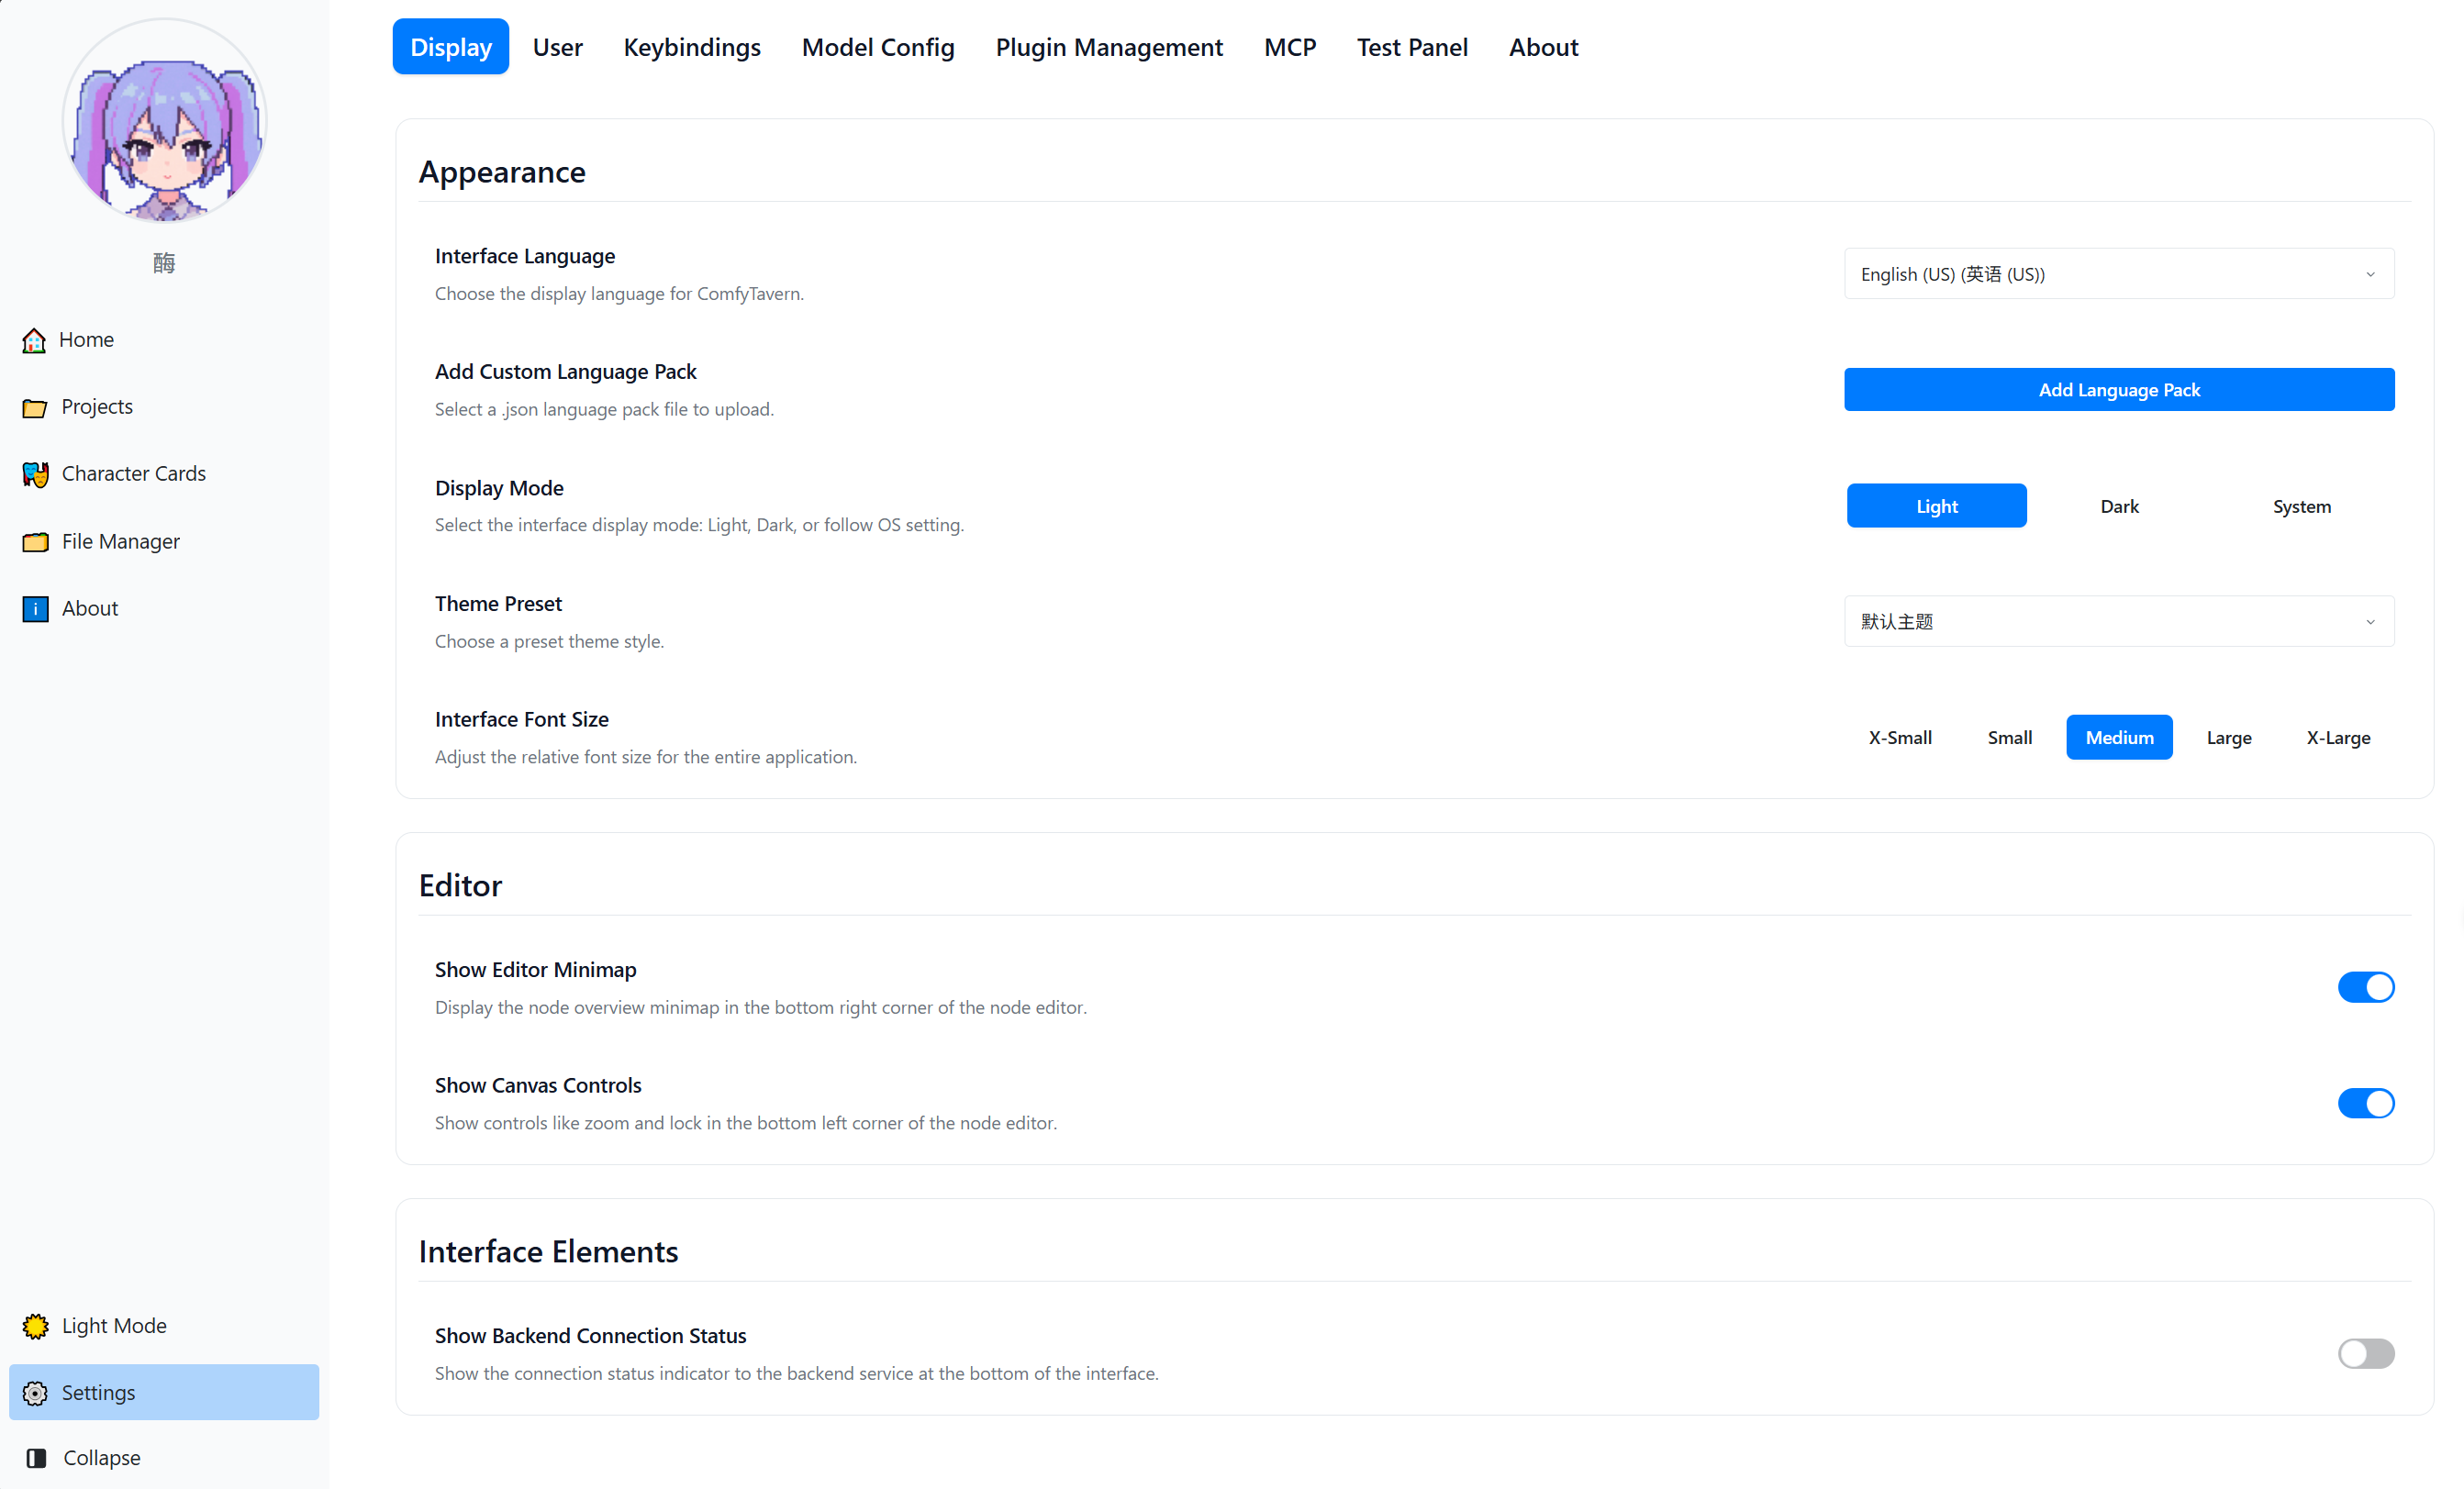 酶
Home
Projects
Character Cards
File Manager
About
Light Mode
Settings
Collapse
Display User Keybindings Model Config Plugin Management MCP Test Panel About
Appearance
Interface Language
Choose the display language for ComfyTavern.
English (US) (英语 (US))
Add Custom Language Pack
Select a .json language pack file to upload.
Add Language Pack
Display Mode
Select the interface display mode: Light, Dark, or follow OS setting.
Light Dark System
Theme Preset
Choose a preset theme style.
默认主题
Interface Font Size
Adjust the relative font size for the entire application.
X-Small Small Medium Large X-Large
Editor
Show Editor Minimap
Display the node overview minimap in the bottom right corner of the node editor.
Show Canvas Controls
Show controls like zoom and lock in the bottom left corner of the node editor.
Interface Elements
Show Backend Connection Status
Show the connection status indicator to the backend service at the bottom of the interface.